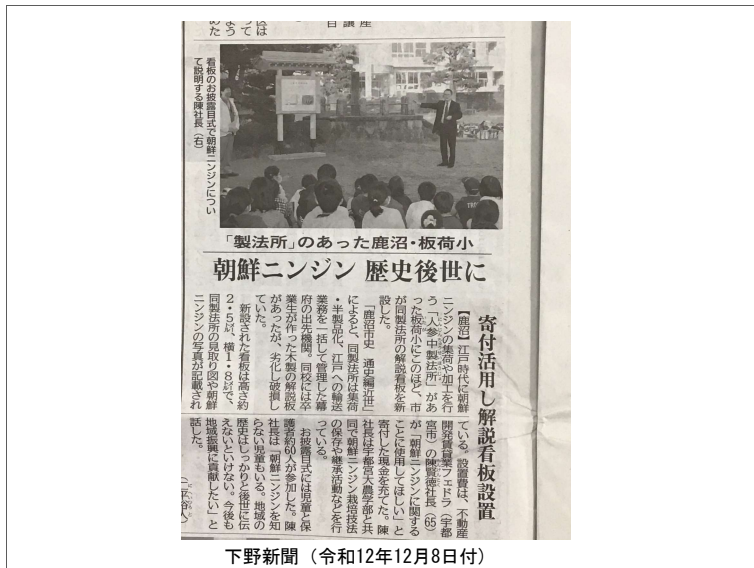 産
講
目
区は
って
よう
めた
看板のお披露目式で朝鮮ニンジンについ
て説明する陳社長（右）
「製法所」のあった鹿沼・板荷小
朝鮮ニンジン 歴史後世に
寄付活用し解説看板設置
【鹿沼】江戸時代に朝鮮
ニンジンの集荷や加工を行
う「人参中製法所」があ
った板荷小にこのほど、市
が同製法所の解説看板を新
設した。
「鹿沼市史 通史編近世」
によると、同製法所は集荷
・半製品化、江戸への輸送
業務を一括して管理した幕
府の出先機関。同校には卒
業生が作った木製の解説板
があったが、劣化し破損し
ていた。
新設された看板は高さ約
2・5㍍、横1・8㍍で、
同製法所の見取り図や朝鮮
ニンジンの写真が記載され
ている。設置費は、不動産
開発賃貸業フェドラ（宇都
宮市）の陳賢徳社長（65）
が「朝鮮ニンジンに関する
ことに使用してほしい」と
寄付した現金を充てた。陳
社長は宇都宮大農学部と共
同で朝鮮ニンジン栽培技法
の保存や継承活動などを行
っている。
お披露目式には児童と保
護者約60人が参加した。陳
社長は「朝鮮ニンジンを知
らない児童もいる。地域の
歴史はしっかりと後世に伝
えないといけない。今後も
地域振興に貢献したい」と
話した。
下野新聞（令和12年12月8日付）